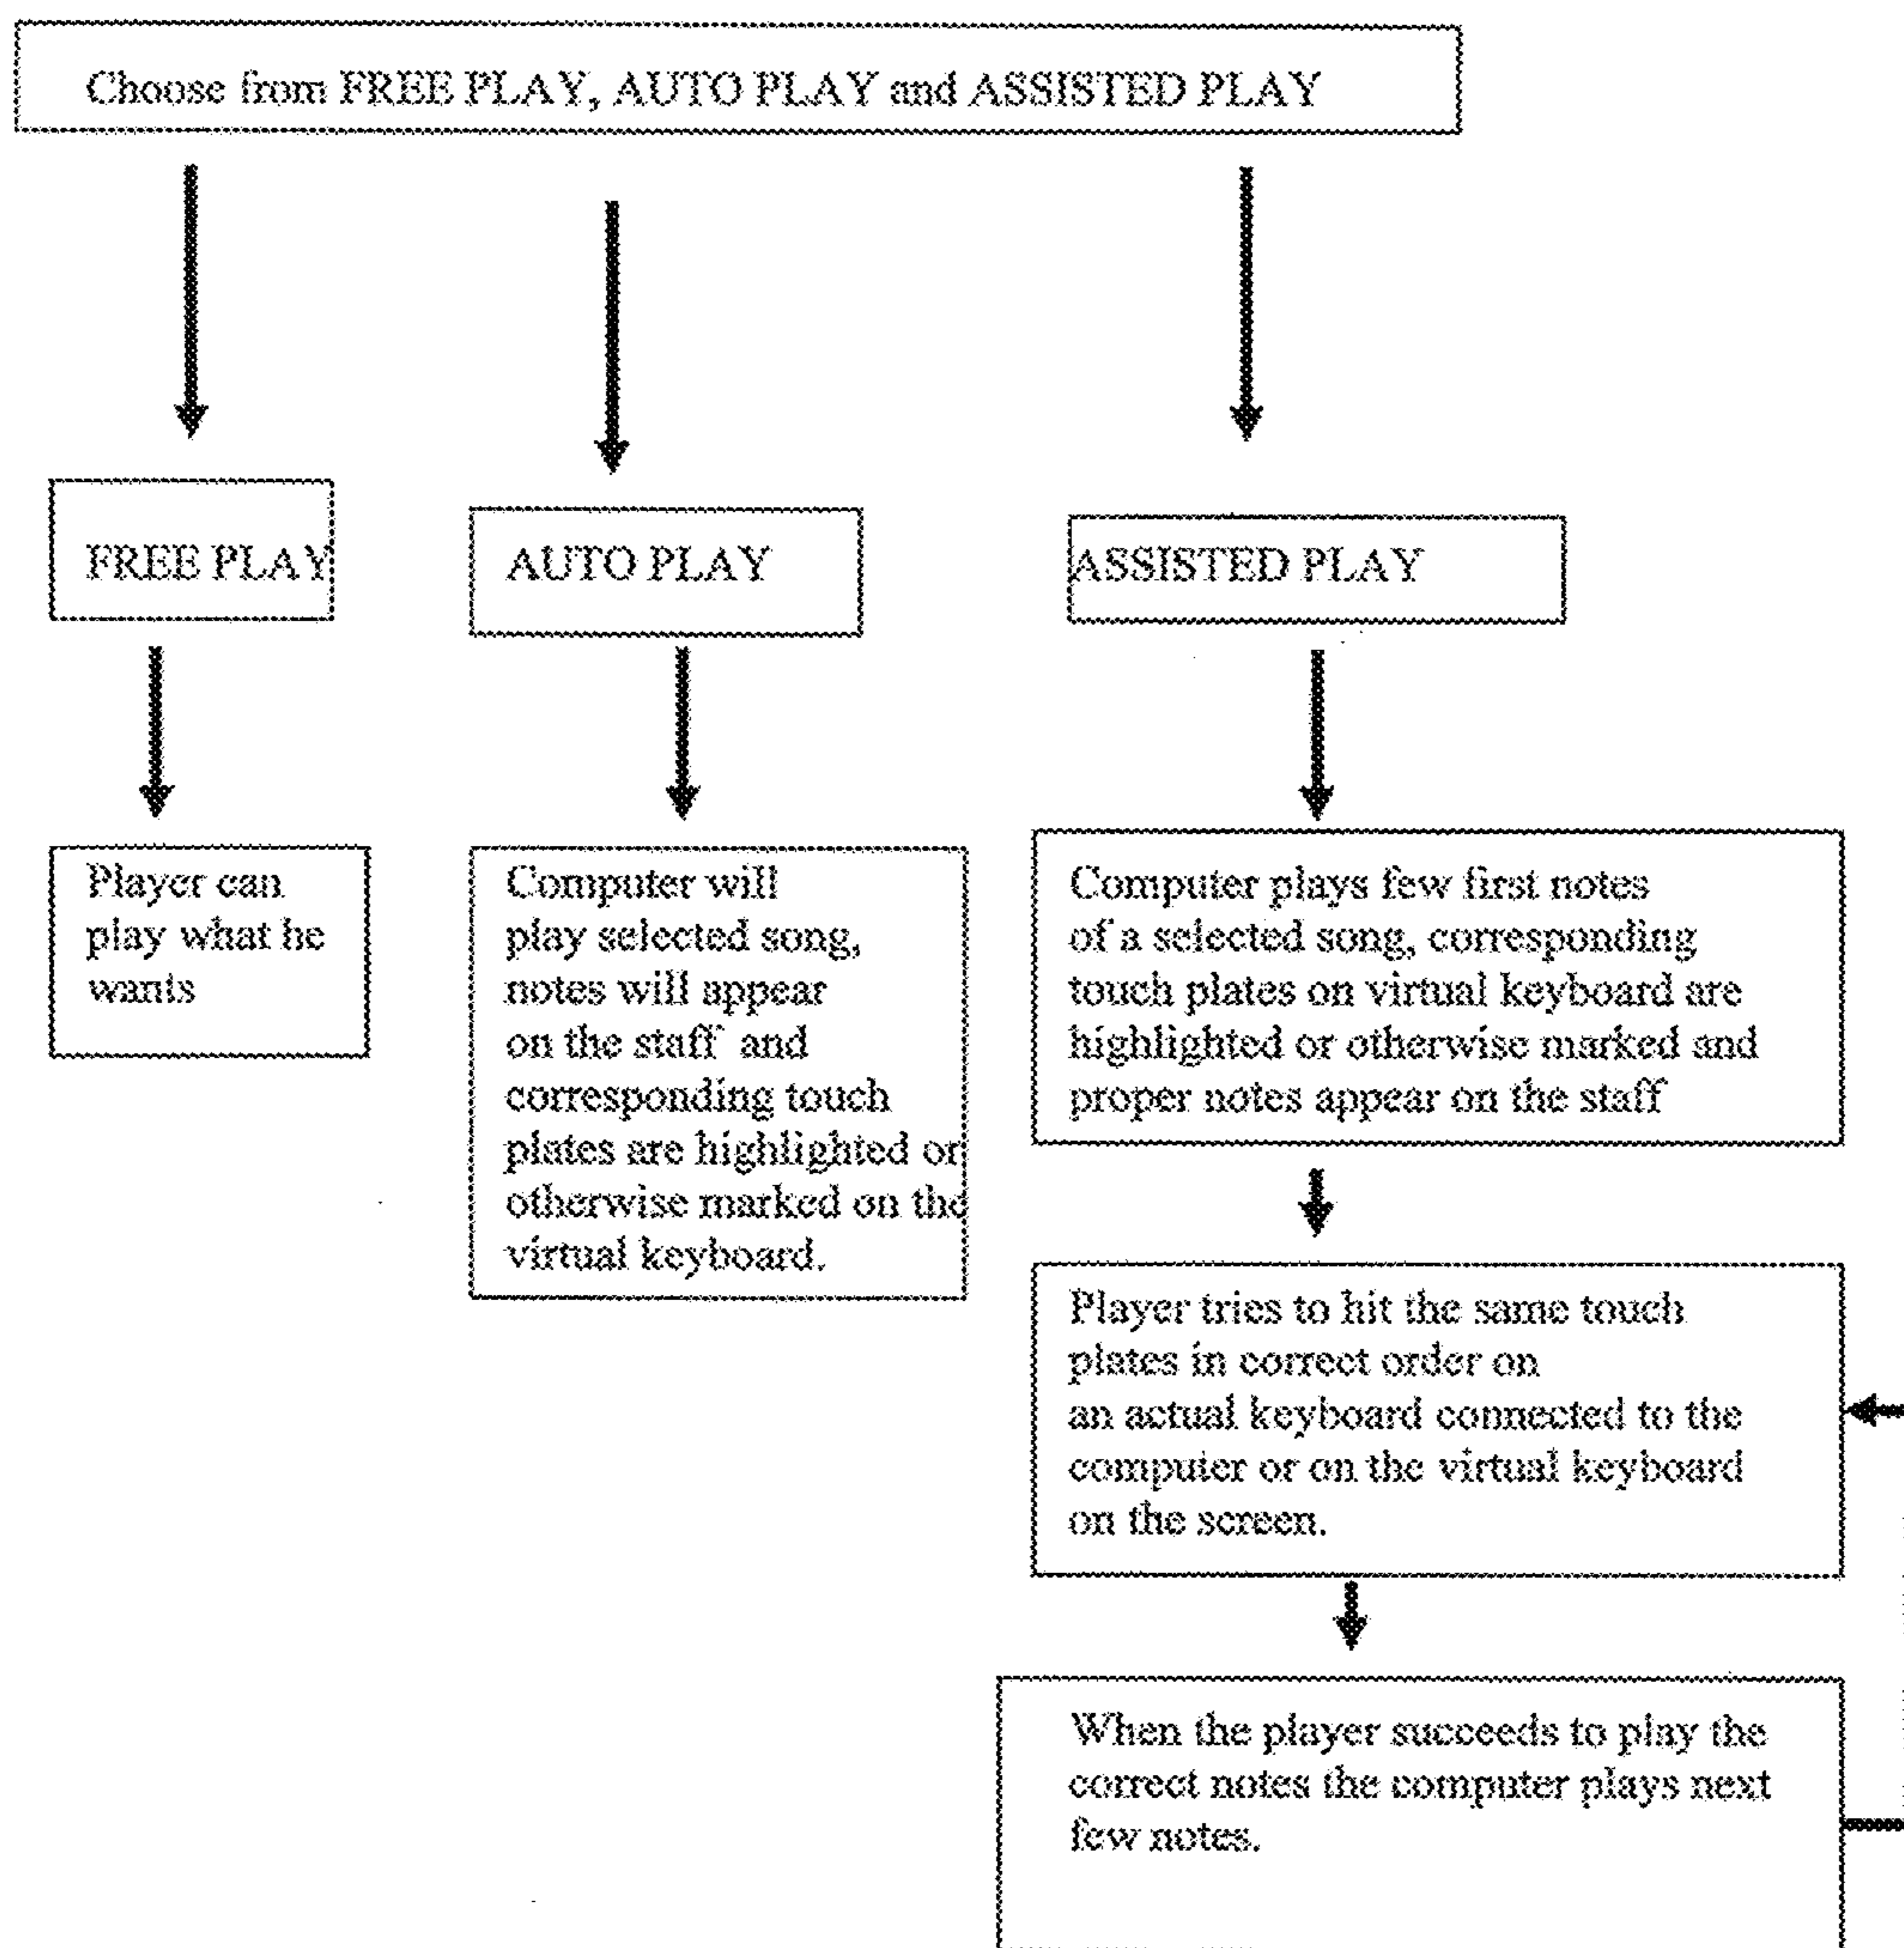 Choose from FREE PLAY, AUTO PLAY and ASSISTED PLAY
FREE PLAY
AUTO PLAY
ASSISTED PLAY
Player can
play what he
wants
Computer will
play selected song,
notes will appear
on the staff and
corresponding touch
plates are highlighted or
otherwise marked on the
virtual keyboard.
Computer plays few first notes
of a selected song, corresponding
touch plates on virtual keyboard are
highlighted or otherwise marked and
proper notes appear on the staff
Player tries to hit the same touch
plates in correct order on
an actual keyboard connected to the
computer or on the virtual keyboard
on the screen.
When the player succeeds to play the
correct notes the computer plays next
few notes.